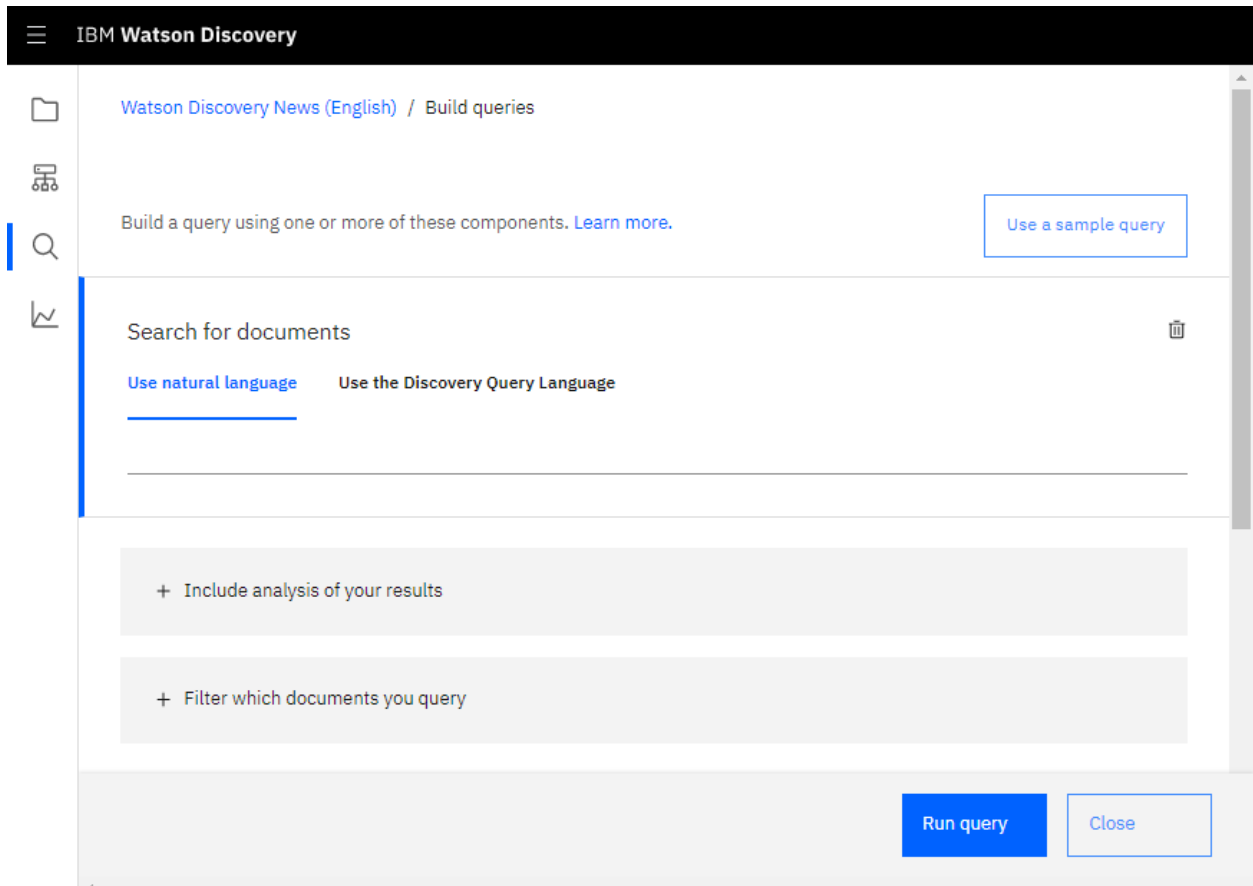 IBM Watson Discovery
Watson Discovery News (English) / Build queries
Build a query using one or more of these components. Learn more.
Use a sample query
Search for documents
Use natural language
Use the Discovery Query Language
+ Include analysis of your results
+ Filter which documents you query
Run query
Close